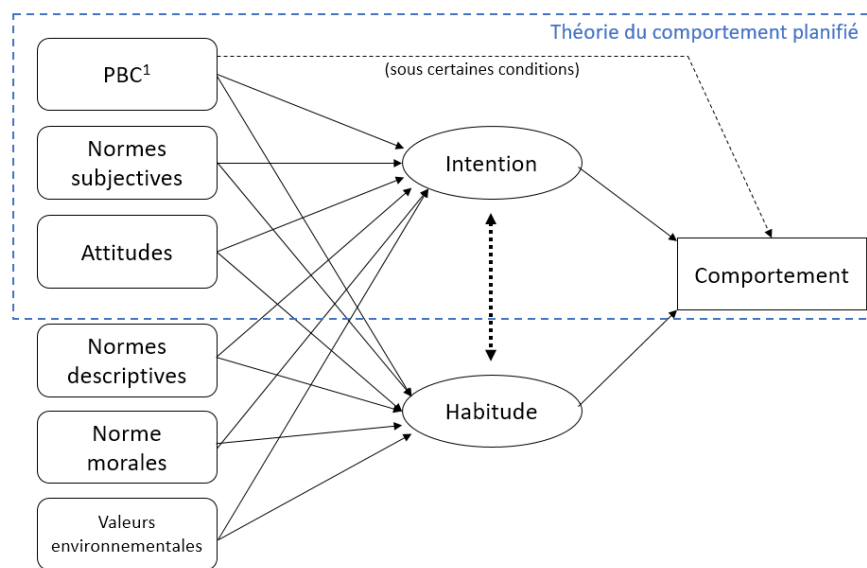 Théorie du comportement planifié
PBC¹
(sous certaines conditions)
Normes
subjectives
Intention
Attitudes
Comportement
Normes
descriptives
Habitude
Norme
morales
Valeurs
environnementales